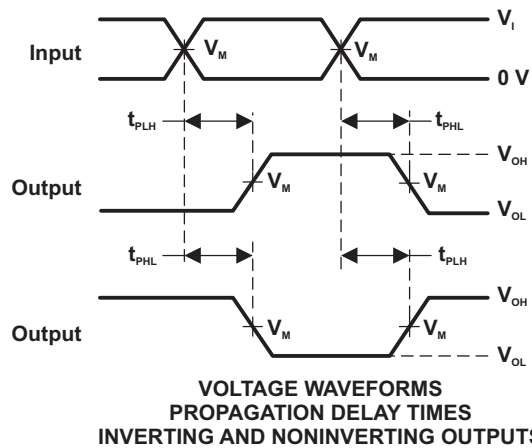 V_I
Input
V_M
V_M
0 V
t_PLH
t_PHL
V_OH
Output
V_M
V_M
V_OL
t_PHL
t_PLH
V_OH
Output
V_M
V_M
V_OL
VOLTAGE WAVEFORMS
PROPAGATION DELAY TIMES
INVERTING AND NONINVERTING OUTPUTS